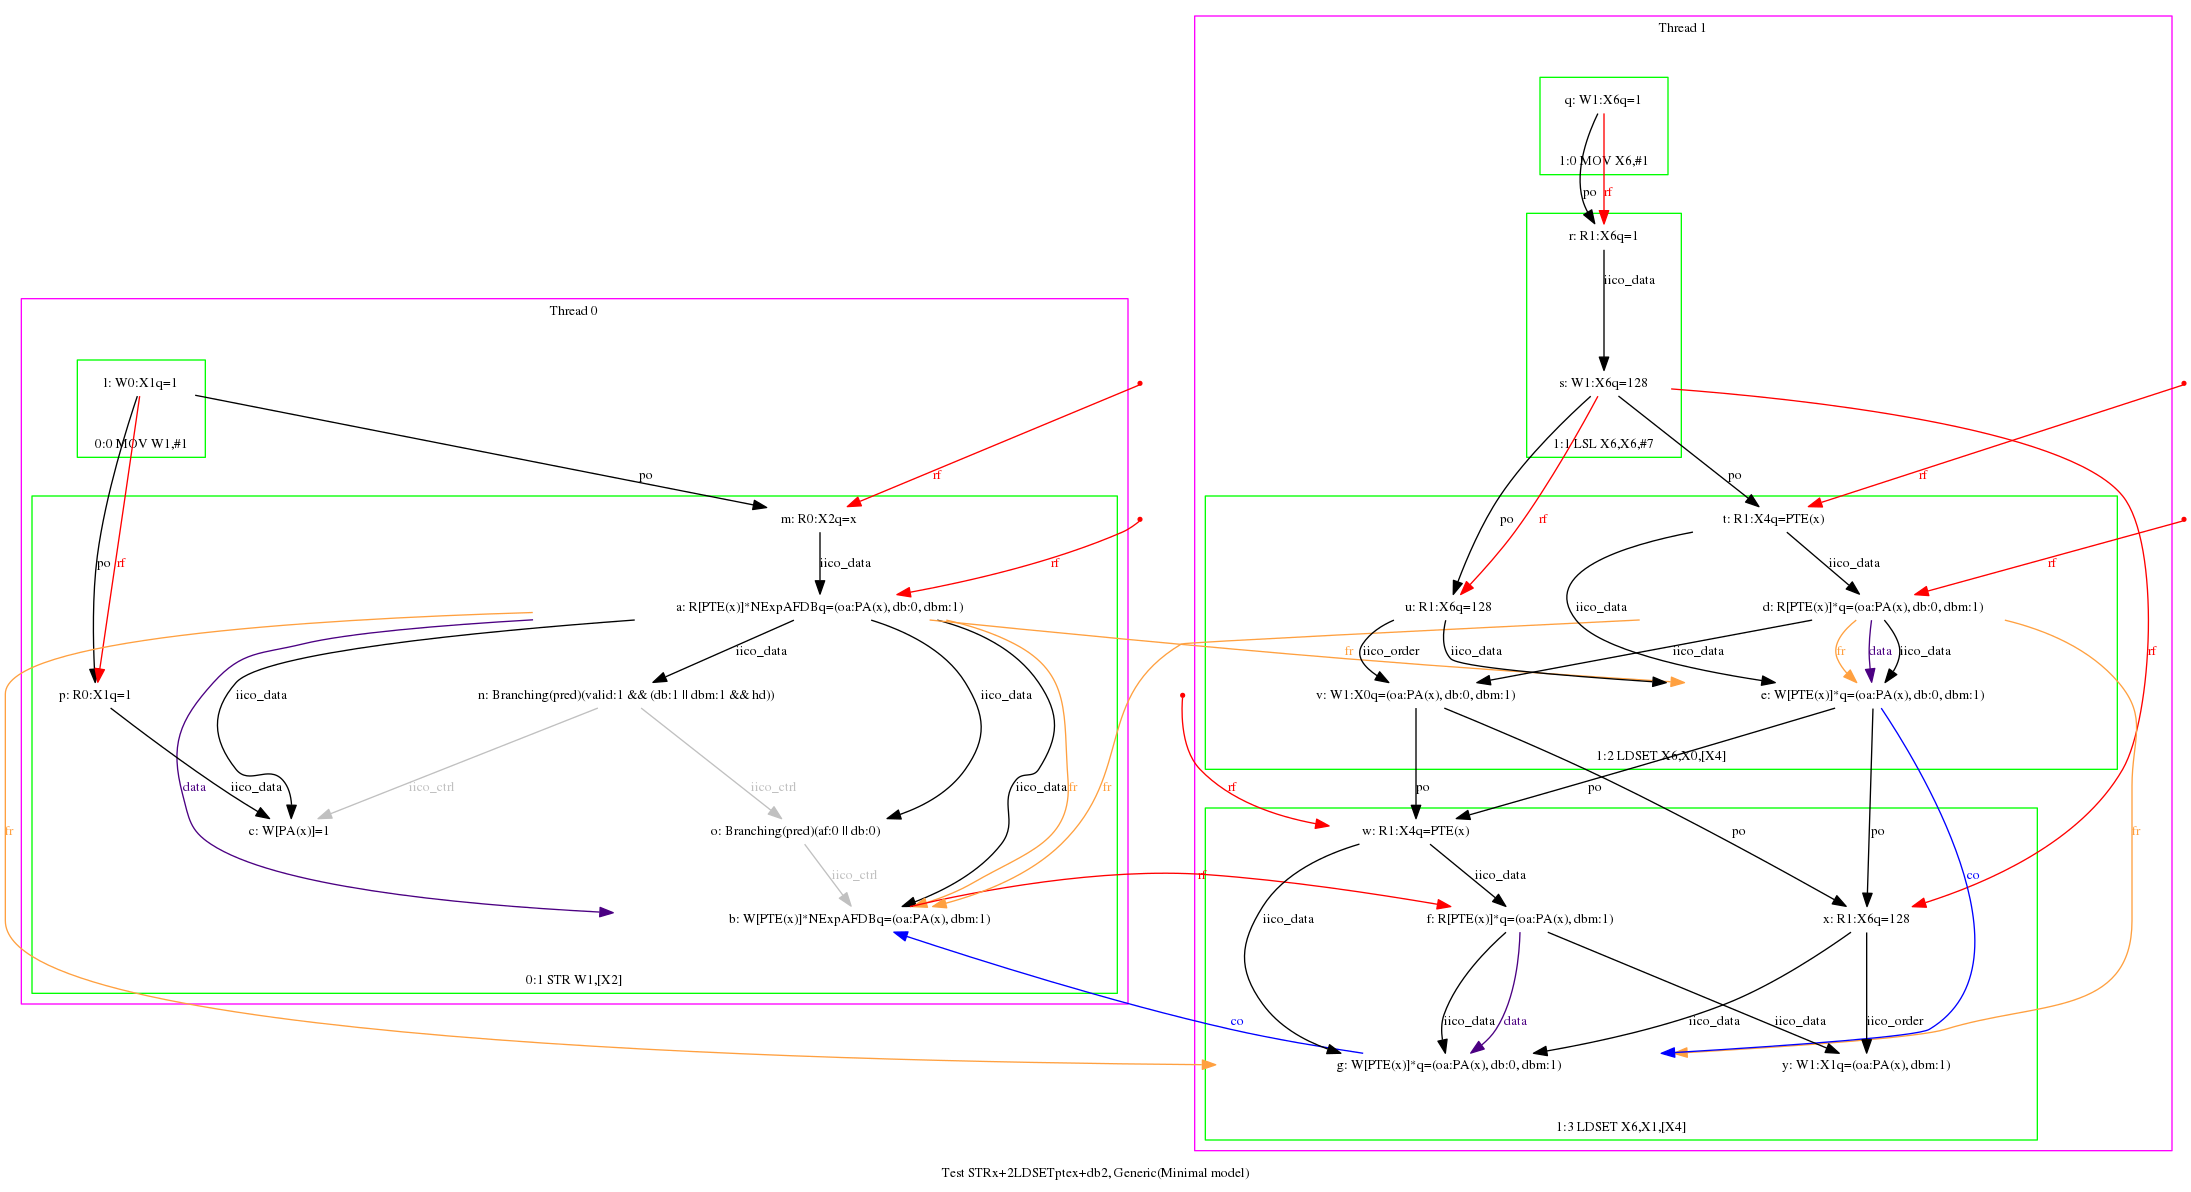 Thread 1
q: W1:X6q=1
1:0 MOV X6,#1
po
rf
r: R1:X6q=1
iico_data
Thread 0
l: W0:X1q=1
s: W1:X6q=128
0:0 MOV W1,#1
1:1 LSL X6,X6,#7
po
rf
po
rf
m: R0:X2q=x
po
rf
t: R1:X4q=PTE(x)
po
rf
iico_data
rf
iico_data
rf
a: R[PTE(x)]*NExpAFDBq=(oa:PA(x), db:0, dbm:1)
u: R1:X6q=128
iico_data
d: R[PTE(x)]*q=(oa:PA(x), db:0, dbm:1)
iico_data
fr
iico_order
iico_data
iico_data
fr
data
iico_data
rf
p: R0:X1q=1
iico_data
n: Branching(pred)(valid:1 && (db:1 || dbm:1 && hd))
iico_data
v: W1:X0q=(oa:PA(x), db:0, dbm:1)
e: W[PTE(x)]*q=(oa:PA(x), db:0, dbm:1)
1:2 LDSET X6,X0,[X4]
data
iico_data
iico_ctrl
iico_ctrl
iico_data
fr
fr
rf
po
po
fr
c: W[PA(x)]=1
o: Branching(pred)(af:0 || db:0)
w: R1:X4q=PTE(x)
po
po
fr
iico_ctrl
rf
iico_data
co
b: W[PTE(x)]*NExpAFDBq=(oa:PA(x), dbm:1)
iico_data
f: R[PTE(x)]*q=(oa:PA(x), dbm:1)
x: R1:X6q=128
0:1 STR W1,[X2]
co
iico_data
data
iico_data
iico_data
iico_order
g: W[PTE(x)]*q=(oa:PA(x), db:0, dbm:1)
y: W1:X1q=(oa:PA(x), dbm:1)
1:3 LDSET X6,X1,[X4]
Test STRx+2LDSETptex+db2, Generic(Minimal model)